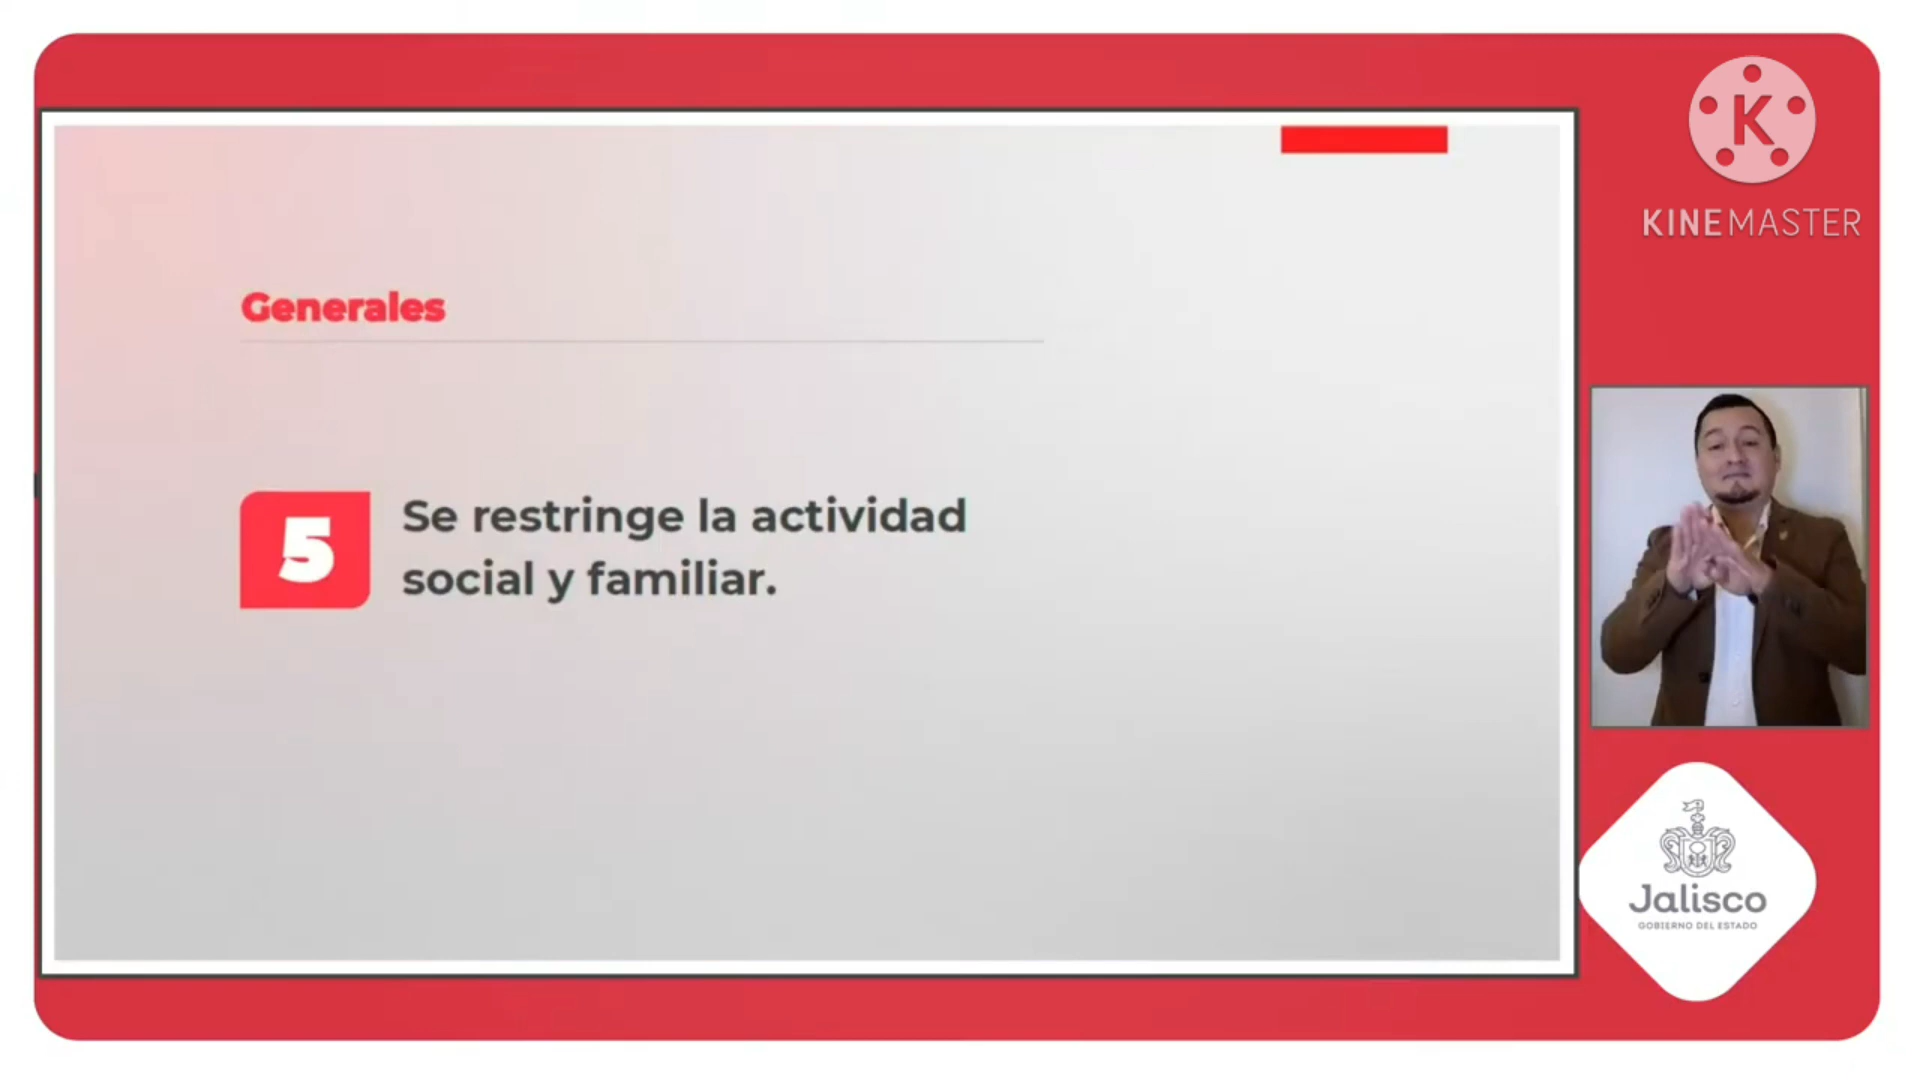 K
KINEMASTER
Generales
5
Se restringe la actividad
social y familiar.
Jalisco
GOBIERNO DEL ESTADO